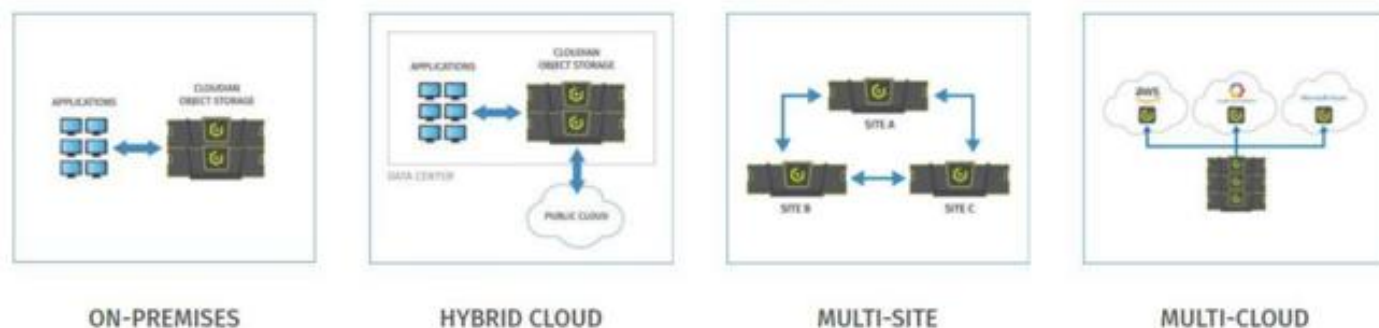 APPLICATIONS
CLOUDIAN
OBJECT STORAGE
ON-PREMISES
APPLICATIONS
CLOUDIAN
OBJECT STORAGE
DATA CENTER
PUBLIC CLOUD
HYBRID CLOUD
SITE A
SITE B
SITE C
MULTI-SITE
aws
Microsoft Azure
MULTI-CLOUD